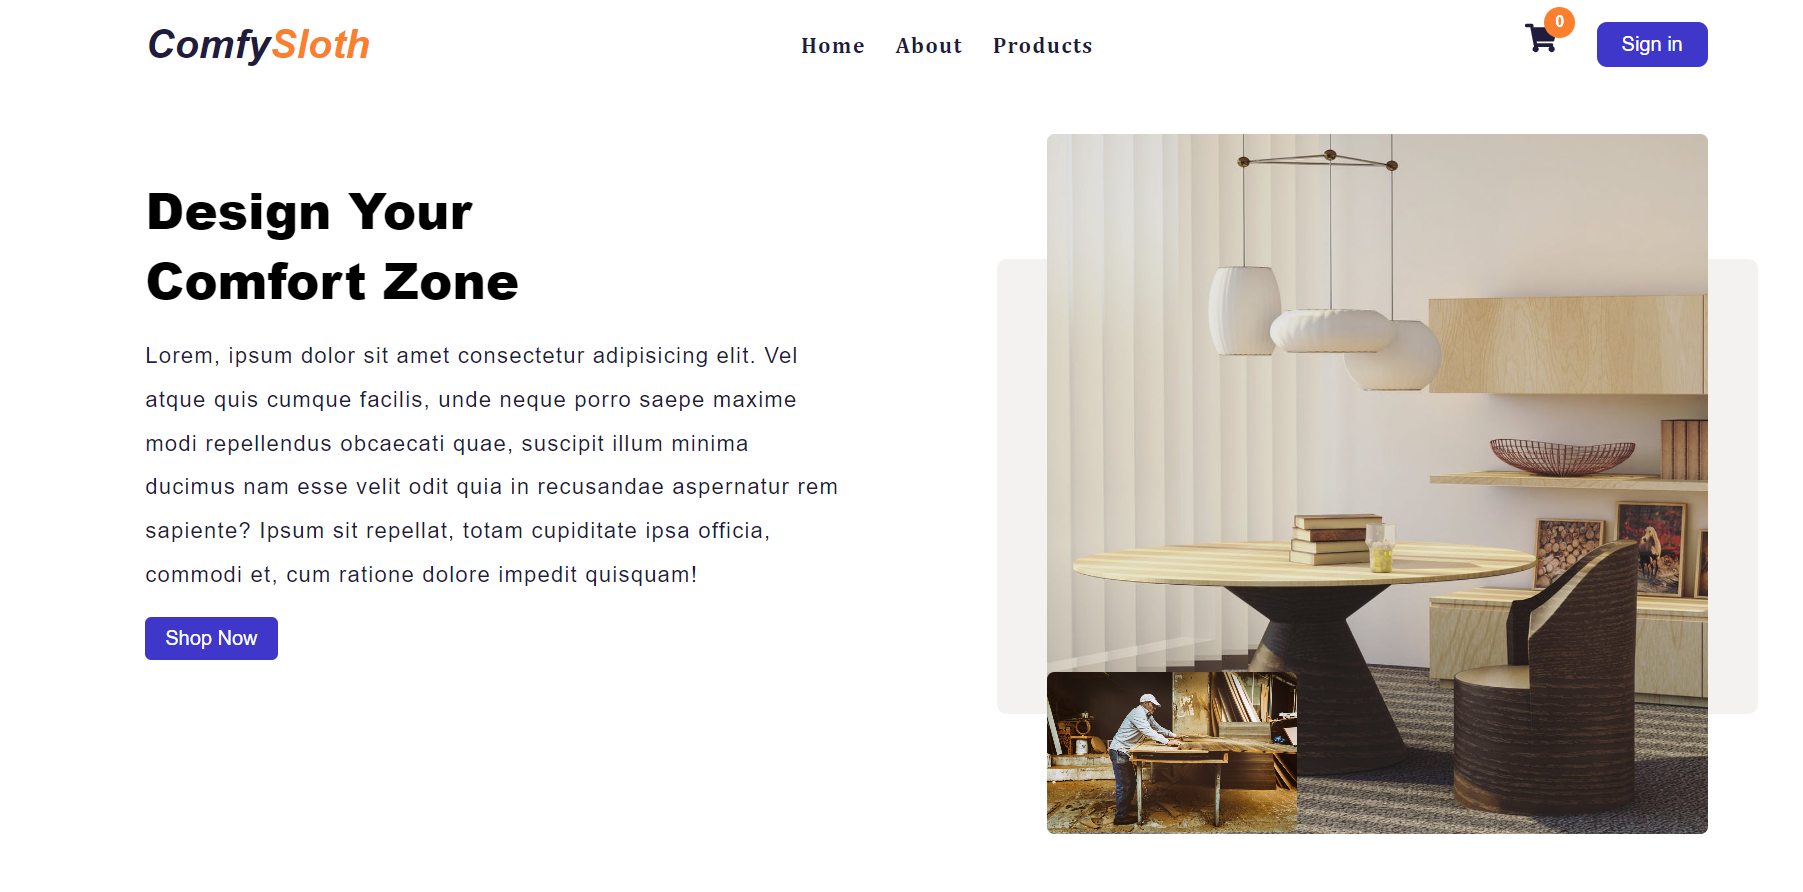 ComfySloth
Home About Products
0
Sign in
Design Your
Comfort Zone
Lorem, ipsum dolor sit amet consectetur adipisicing elit. Vel
atque quis cumque facilis, unde neque porro saepe maxime
modi repellendus obcaecati quae, suscipit illum minima
ducimus nam esse velit odit quia in recusandae aspernatur rem
sapiente? Ipsum sit repellat, totam cupiditate ipsa officia,
commodi et, cum ratione dolore impedit quisquam!
Shop Now